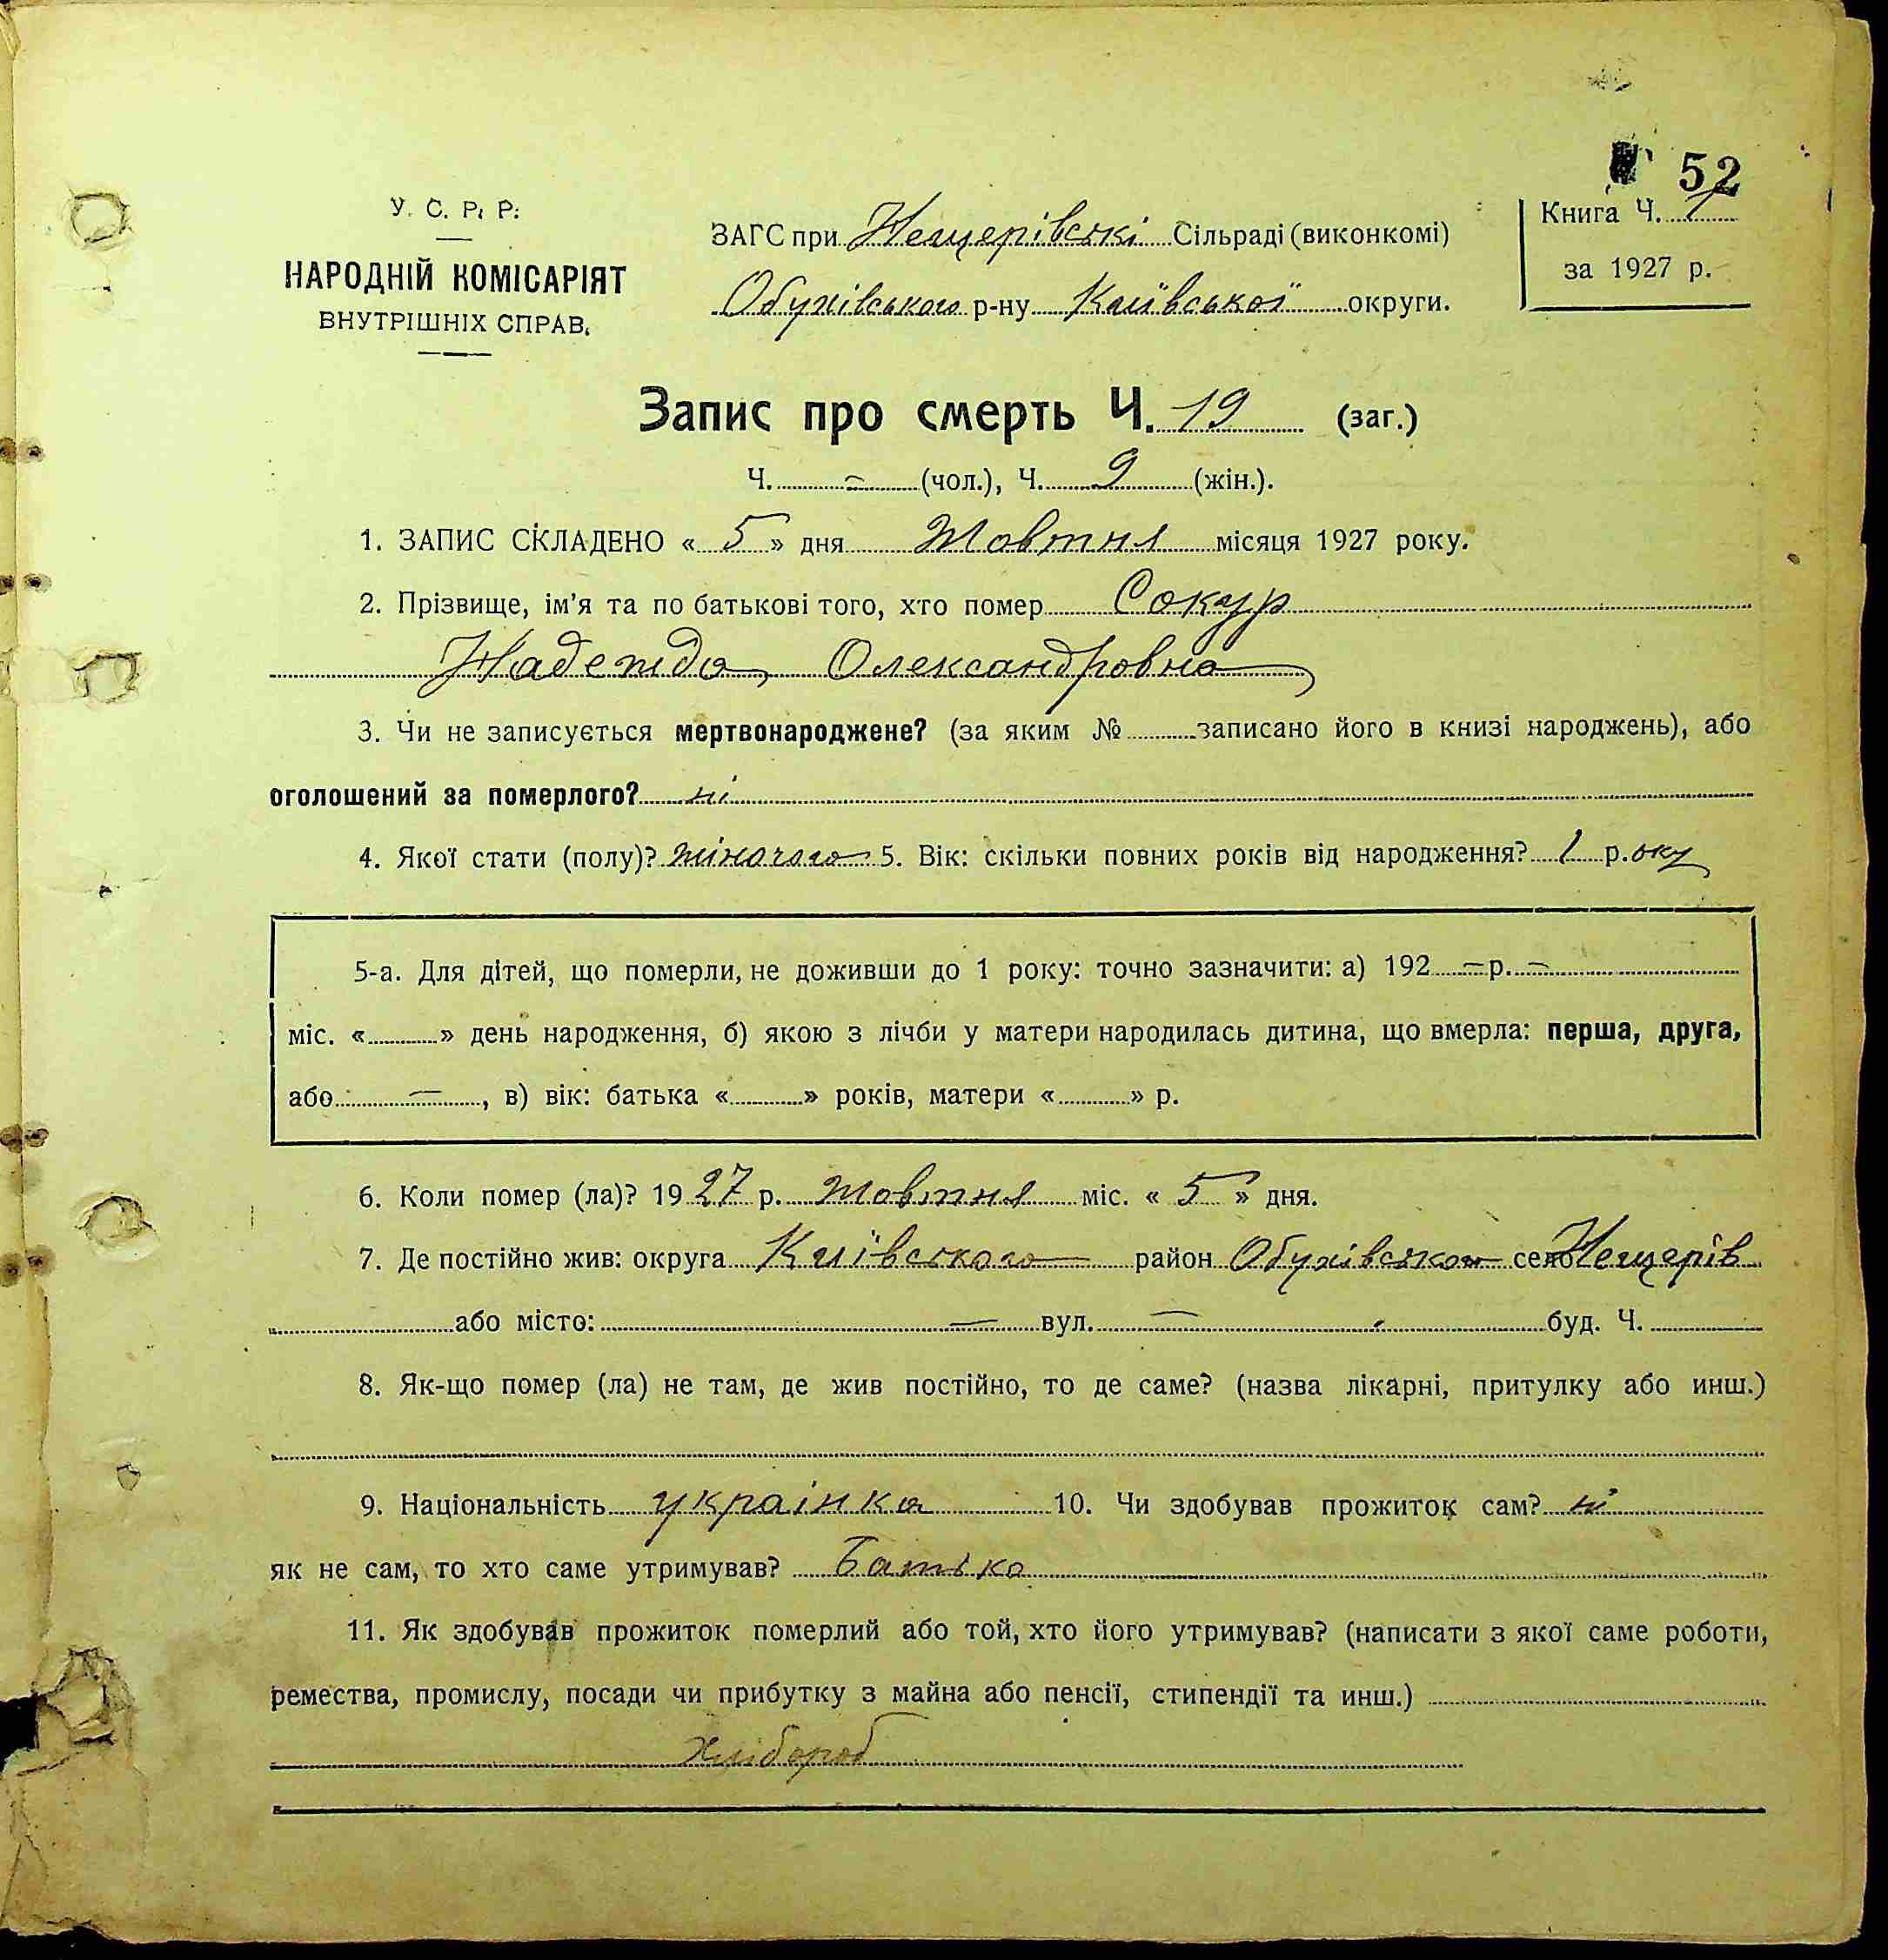 52
У. С. Р. Р.
НАРОДНІЙ КОМІСАРІЯТ
ВНУТРІШНІХ СПРАВ.
ЗАГС при Нещерівські Сільраді (виконкомі)
Обухівського р-ну Київської округи.
Книга Ч. 1
за 1927 р.
Запис про смерть Ч. 19 (заг.)
Ч. = (чол.), Ч. 9 (жін.).
1. ЗАПИС СКЛАДЕНО « 5 » дня Жовтня місяця 1927 року.
2. Прізвище, ім'я та по батькові того, хто помер Сокур
Надежда Олександровна
3. Чи не записується мертвонароджене? (за яким № записано його в книзі народжень), або
оголошений за померлого? ні
4. Якої стати (полу)? жіночого 5. Вік: скільки повних років від народження? 1 р.оку
5-а. Для дітей, що померли, не доживши до 1 року: точно зазначити: а) 192 = р. =
міс. « » день народження, б) якою з лічби у матери народилась дитина, що вмерла: перша, друга,
або —, в) вік: батька « » років, матери « » р.
6. Коли помер (ла)? 19 27 р. жовтня міс. « 5 » дня.
7. Де постійно жив: округа Київського район Обухівськом село Нещерів
або місто: — вул. — буд. Ч.
8. Як-що помер (ла) не там, де жив постійно, то де саме? (назва лікарні, притулку або инш.)
9. Національність українка 10. Чи здобував прожиток сам? ні
як не сам, то хто саме утримував? Батько
11. Як здобував прожиток померлий або той, хто його утримував? (написати з якої саме роботи,
ремества, промислу, посади чи прибутку з майна або пенсії, стипендії та инш.)
Хлібороб